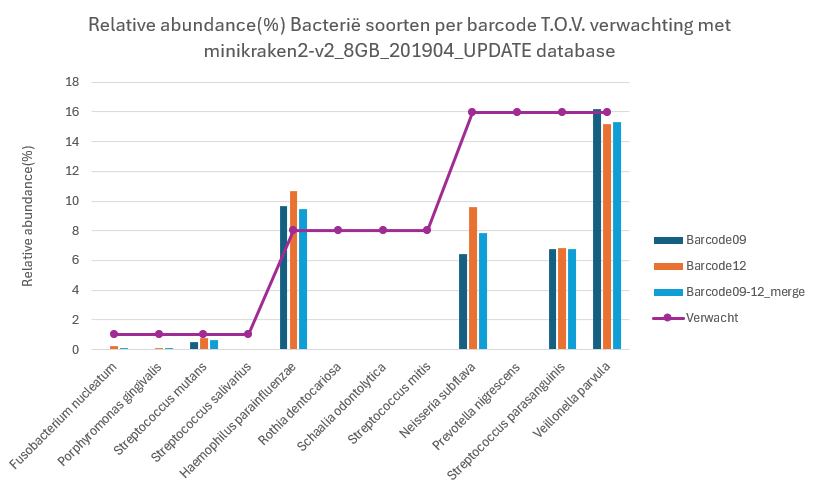 Relative abundance(%) Bacterië soorten per barcode T.O.V. verwachting met
minikraken2-v2_8GB_201904_UPDATE database
18
16
14
12
10
8
6
4
2
0
Relative abundance(%)
Fusobacterium nucleatum
Porphyromonas gingivalis
Streptococcus mutans
Streptococcus salivarius
Haemophilus parainfluenzae
Rothia dentocariosa
Schaalia odontolytica
Streptococcus mitis
Neisseria subflava
Prevotella nigrescens
Streptococcus parasanguinis
Veillonella parvula
Barcode09
Barcode12
Barcode09-12_merge
Verwacht